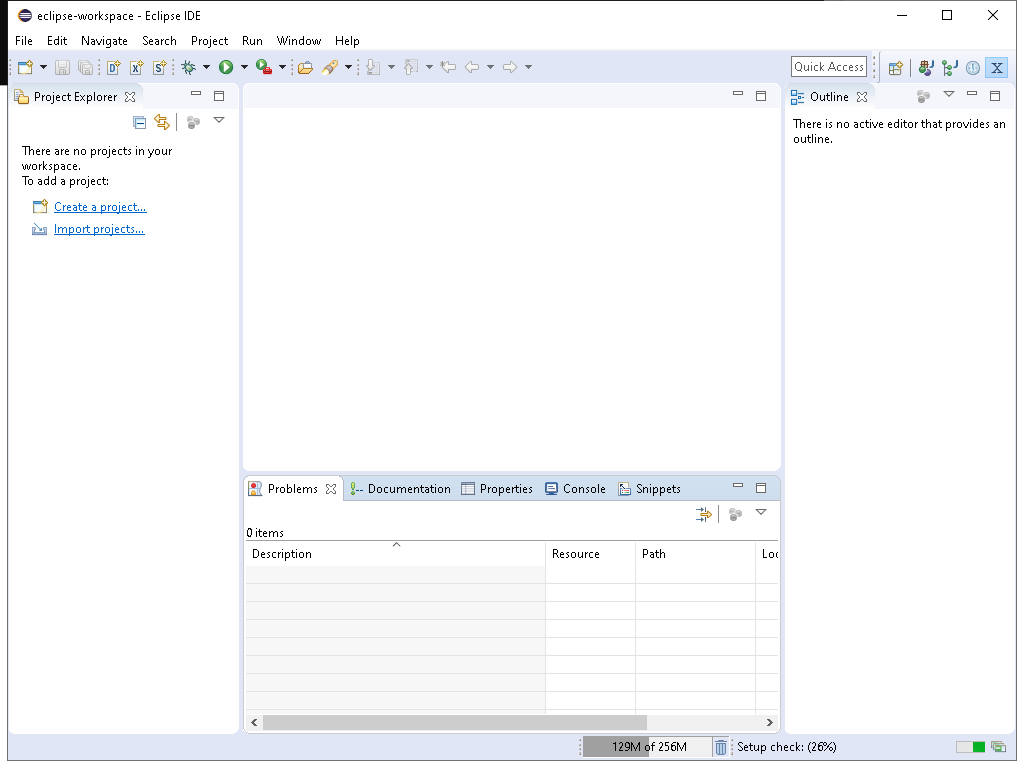 eclipse-workspace - Eclipse IDE
File Edit Navigate Search Project Run Window Help
Quick Access
Project Explorer
There are no projects in your
workspace.
To add a project:
Create a project...
Import projects...
Outline
There is no active editor that provides an
outline.
Problems Documentation Properties Console Snippets
0 items
Description Resource Path Loc
129M of 256M Setup check: (26%)